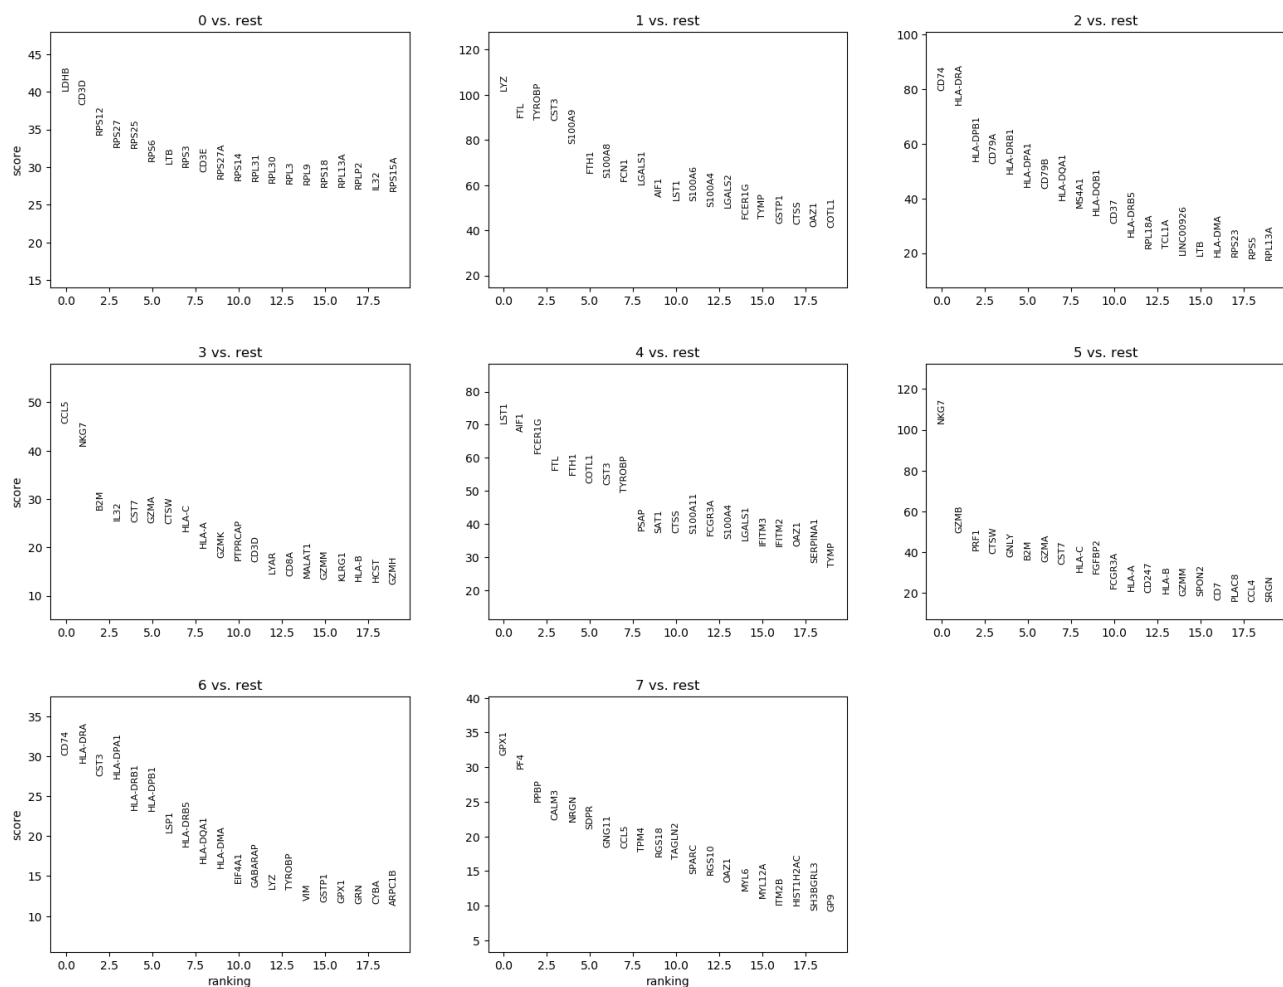 0 vs. rest
score
45
40
35
30
25
20
15
LDHB
CD3D
RPS12
RPS27
RPS25
RPS6
LTB
RPS3
CD3E
RPS27A
RPS14
RPL31
RPL30
RPL3
RPL9
RPS18
RPL13A
RPLP2
IL32
RPS15A
0.0 2.5 5.0 7.5 10.0 12.5 15.0 17.5
1 vs. rest
120
100
80
60
40
20
LYZ
FTL
TYROBP
CST3
S100A9
FTH1
S100A8
FCN1
LGALS1
AIF1
LST1
S100A6
S100A4
LGALS2
FCER1G
TYMP
GSTP1
CTSS
OAZ1
COTL1
0.0 2.5 5.0 7.5 10.0 12.5 15.0 17.5
2 vs. rest
100
80
60
40
20
CD74
HLA-DRA
HLA-DPB1
CD79A
HLA-DRB1
HLA-DPA1
CD79B
HLA-DQA1
MS4A1
HLA-DQB1
CD37
HLA-DRB5
RPL18A
TCL1A
LINC00926
LTB
HLA-DMA
RPS23
RPS5
RPL13A
0.0 2.5 5.0 7.5 10.0 12.5 15.0 17.5
3 vs. rest
score
50
40
30
20
10
CCL5
NKG7
B2M
IL32
CST7
GZMA
CTSW
HLA-C
HLA-A
GZMK
PTPRCAP
CD3D
LYAR
CD8A
MALAT1
GZMM
KLRG1
HLA-B
HCST
GZMH
0.0 2.5 5.0 7.5 10.0 12.5 15.0 17.5
4 vs. rest
80
70
60
50
40
30
20
LST1
AIF1
FCER1G
FTL
FTH1
COTL1
CST3
TYROBP
PSAP
SAT1
CTSS
S100A11
FCGR3A
S100A4
LGALS1
IFITM3
IFITM2
OAZ1
SERPINA1
TYMP
0.0 2.5 5.0 7.5 10.0 12.5 15.0 17.5
5 vs. rest
120
100
80
60
40
20
NKG7
GZMB
PRF1
CTSW
GNLY
B2M
GZMA
CST7
HLA-C
FGFBP2
FCGR3A
HLA-A
CD247
HLA-B
GZMM
SPON2
CD7
PLAC8
CCL4
SRGN
0.0 2.5 5.0 7.5 10.0 12.5 15.0 17.5
6 vs. rest
score
35
30
25
20
15
10
CD74
HLA-DRA
CST3
HLA-DPA1
HLA-DRB1
HLA-DPB1
LSP1
HLA-DRB5
HLA-DQA1
HLA-DMA
EIF4A1
GABARAP
LYZ
TYROBP
VIM
GSTP1
GPX1
GRN
CYBA
ARPC1B
0.0 2.5 5.0 7.5 10.0 12.5 15.0 17.5
ranking
7 vs. rest
40
35
30
25
20
15
10
5
GPX1
PF4
PPBP
CALM3
NRGN
SDPR
GNG11
CCL5
TPM4
RGS18
TAGLN2
SPARC
RGS10
OAZ1
MYL6
MYL12A
ITM2B
HIST1H2AC
SH3BGRL3
GP9
0.0 2.5 5.0 7.5 10.0 12.5 15.0 17.5
ranking